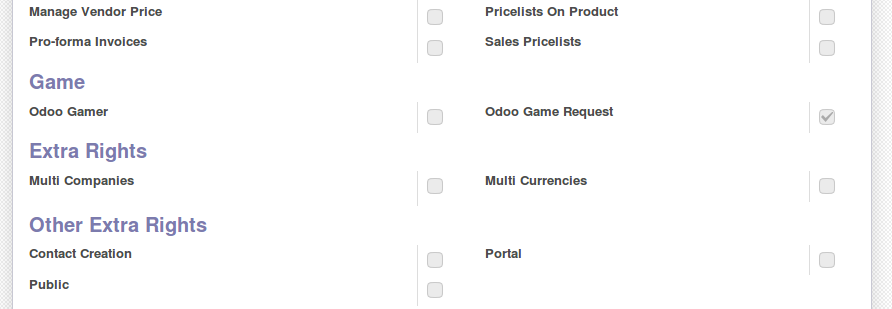 Manage Vendor Price Pricelists On Product
Pro-forma Invoices Sales Pricelists
Game
Odoo Gamer Odoo Game Request
Extra Rights
Multi Companies Multi Currencies
Other Extra Rights
Contact Creation Portal
Public